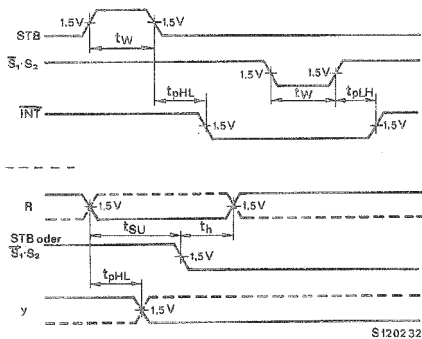 STB
1,5V
1,5V
tW
S̅₁·S₂
tpHL
1,5V
1,5V
tW
tpLH
I̅N̅T̅
1,5V
1,5V
R
1,5V
1,5V
tSU
th
STB oder
S̅₁·S₂
1,5V
tpHL
y
1,5V
S120232